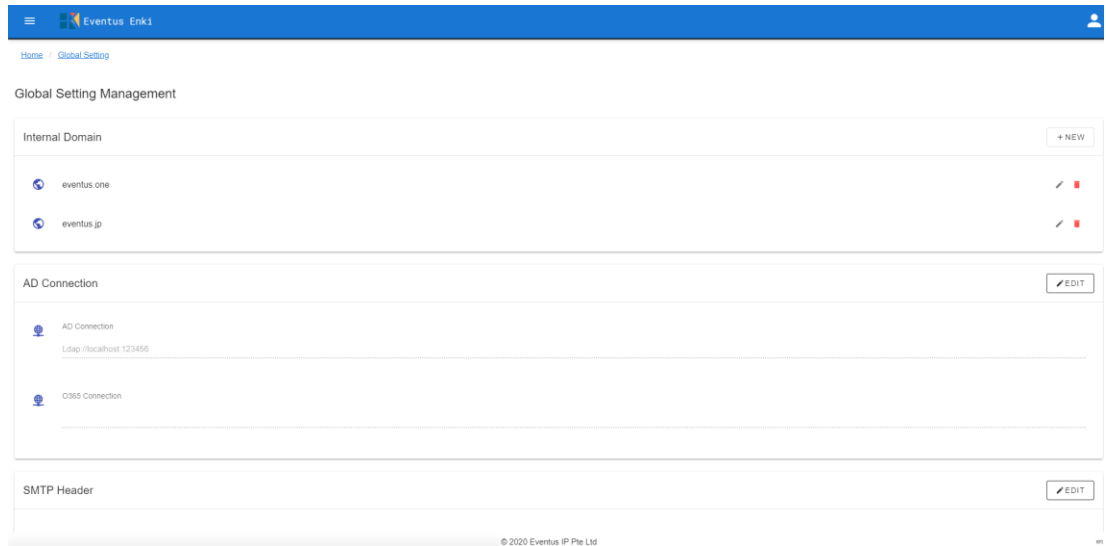 Eventus Enki
Home / Global Setting
Global Setting Management
Internal Domain
+ NEW
eventus.one
eventus.jp
AD Connection
EDIT
AD Connection
Ldap://localhost:123456
O365 Connection
SMTP Header
EDIT
© 2020 Eventus IP Pte Ltd
en